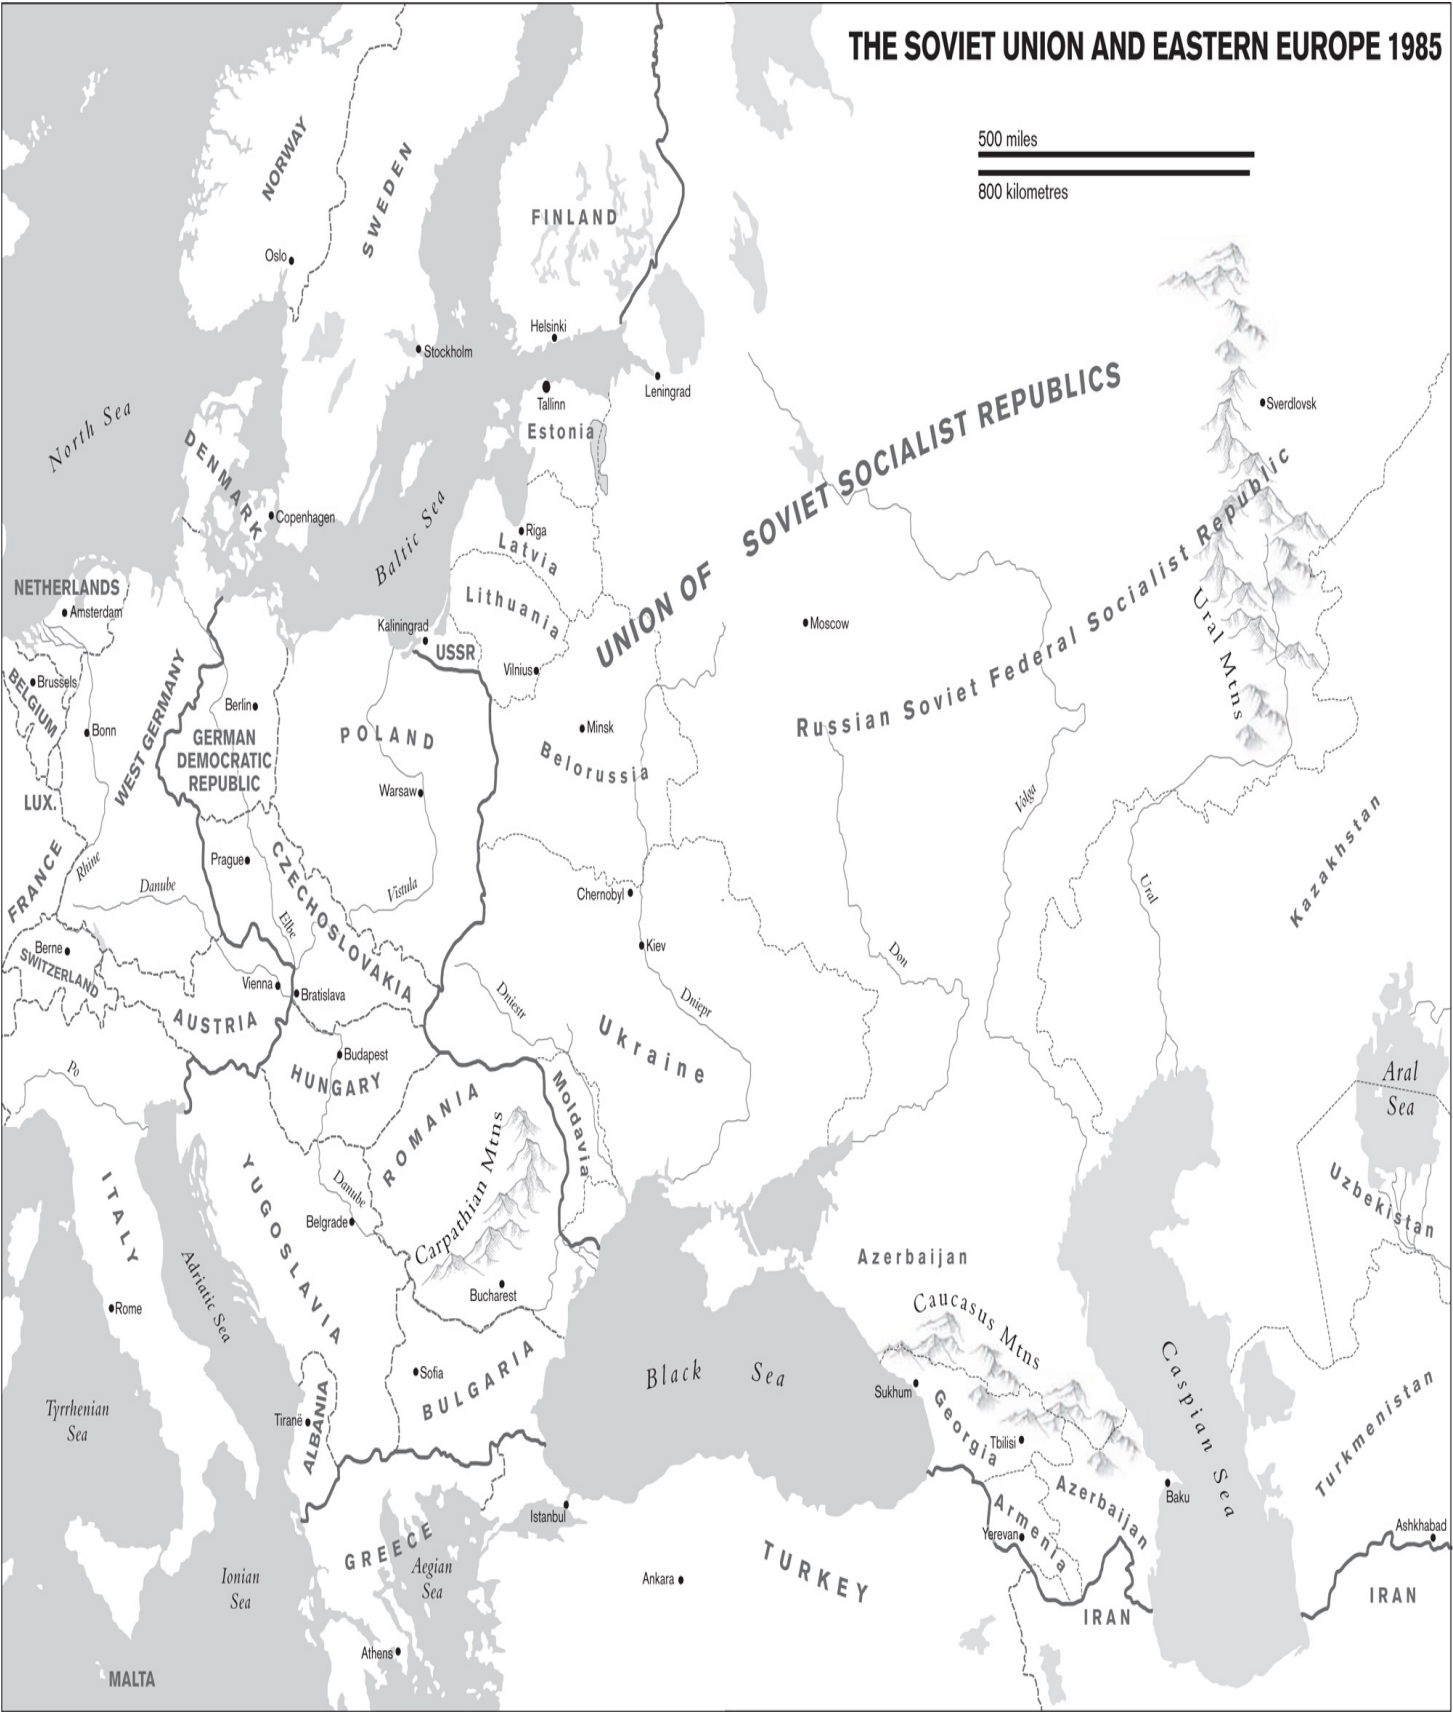 THE SOVIET UNION AND EASTERN EUROPE 1985
500 miles
800 kilometres
NORWAY
SWEDEN
FINLAND
Oslo
Helsinki
Stockholm
Tallinn
Leningrad
Estonia
North Sea
DENMARK
Copenhagen
Baltic Sea
Riga
Latvia
Lithuania
Vilnius
Kaliningrad
USSR
UNION OF SOVIET SOCIALIST REPUBLICS
Sverdlovsk
Russian Soviet Federal Socialist Republic
Ural Mtns
Moscow
NETHERLANDS
Amsterdam
Brussels
BELGIUM
Bonn
LUX.
WEST GERMANY
Berlin
GERMAN
DEMOCRATIC
REPUBLIC
POLAND
Warsaw
Minsk
Belorussia
Volga
Kazakhstan
FRANCE
Rhine
Danube
Prague
Elbe
CZECHOSLOVAKIA
Vistula
Chernobyl
Kiev
Don
Ural
Berne
SWITZERLAND
Vienna
Bratislava
AUSTRIA
Dniestr
Dniepr
Ukraine
Budapest
HUNGARY
Po
ROMANIA
Moldavia
Carpathian Mtns
Aral
Sea
Uzbekistan
ITALY
YUGOSLAVIA
Danube
Belgrade
Bucharest
Adriatic Sea
Rome
Azerbaijan
Caucasus Mtns
Black Sea
Caspian Sea
Sofia
BULGARIA
Tiranë
ALBANIA
Sukhum
Georgia
Tbilisi
Turkmenistan
Tyrrhenian
Sea
Azerbaijan
Baku
Armenia
Yerevan
Istanbul
GREECE
Aegian
Sea
Ionian
Sea
Ankara
TURKEY
Ashkhabad
IRAN
IRAN
Athens
MALTA